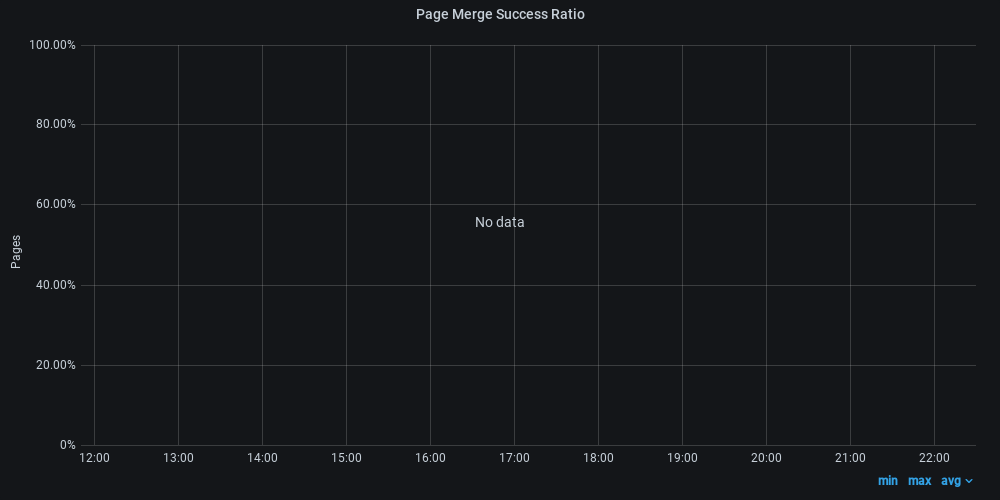 Page Merge Success Ratio
100.00%
80.00%
60.00%
No data
Pages
40.00%
20.00%
0%
12:00 13:00 14:00 15:00 16:00 17:00 18:00 19:00 20:00 21:00 22:00
min max avg